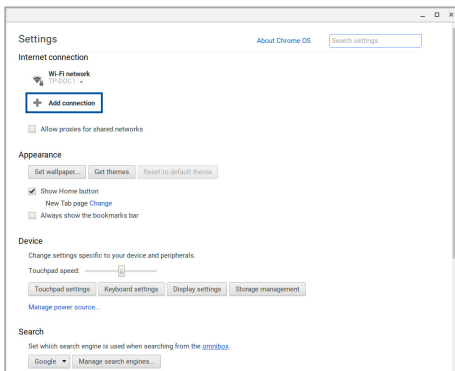 Settings
About Chrome OS
Search settings
Internet connection
Wi-Fi network
TP-DOC1
Add connection
Allow proxies for shared networks
Appearance
Set wallpaper... Get themes Reset to default theme
Show Home button
New Tab page Change
Always show the bookmarks bar
Device
Change settings specific to your device and peripherals.
Touchpad speed:
Touchpad settings Keyboard settings Display settings Storage management
Manage power source...
Search
Set which search engine is used when searching from the omnibox.
Google Manage search engines...